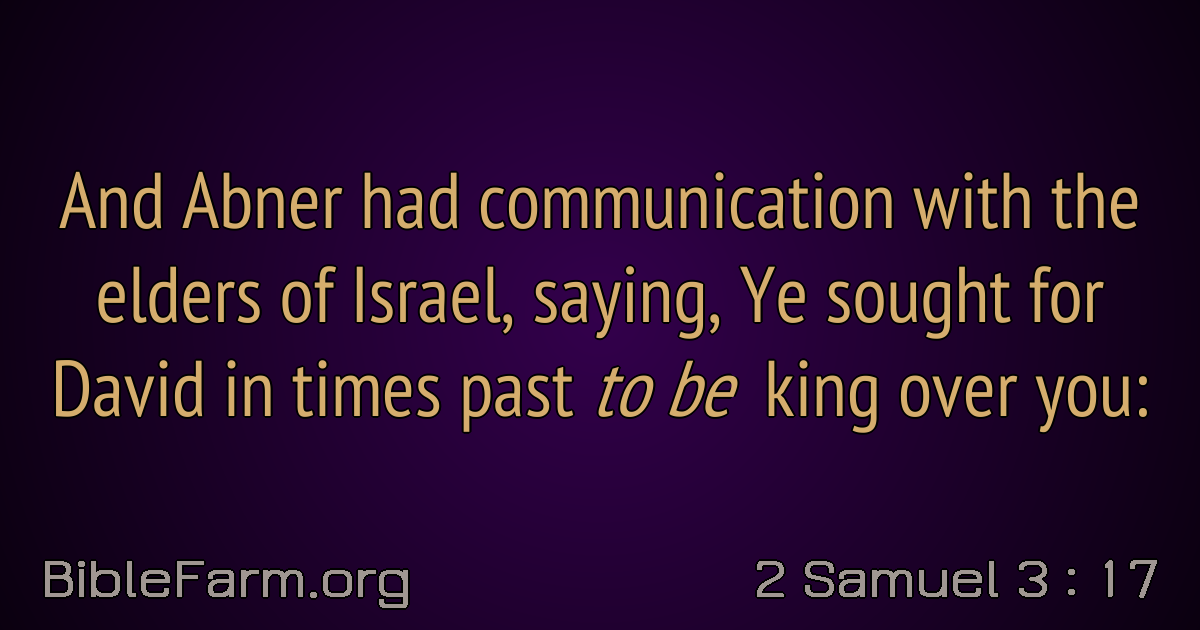 And Abner had communication with the
elders of Israel, saying, Ye sought for
David in times past to be king over you:
BibleFarm.org
2 Samuel 3 : 17